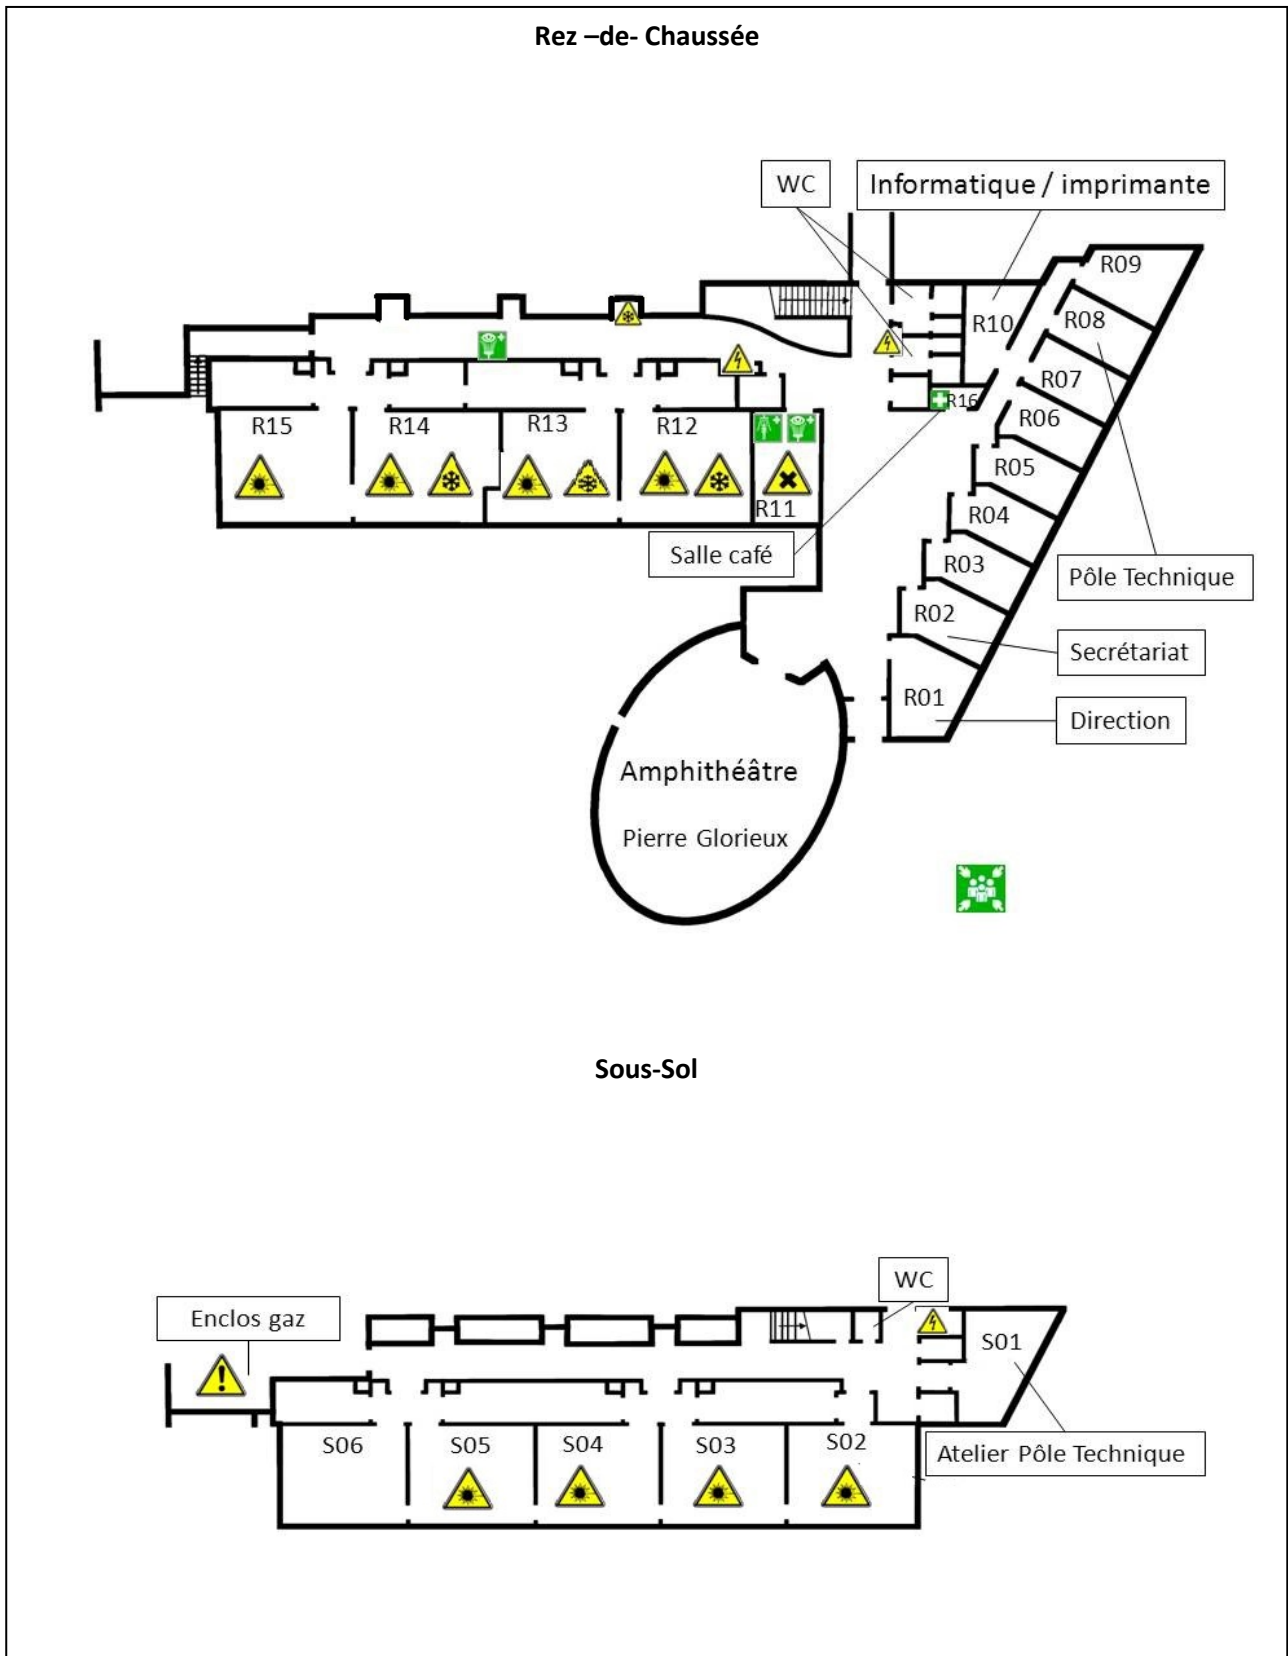 Rez –de- Chaussée
WC
Informatique / imprimante
R09
R10
R08
R07
R16
R06
R15
R14
R13
R12
R05
R11
R04
Salle café
R03
Pôle Technique
R02
Secrétariat
R01
Direction
Amphithéâtre
Pierre Glorieux
Sous-Sol
WC
Enclos gaz
S01
S06
S05
S04
S03
S02
Atelier Pôle Technique